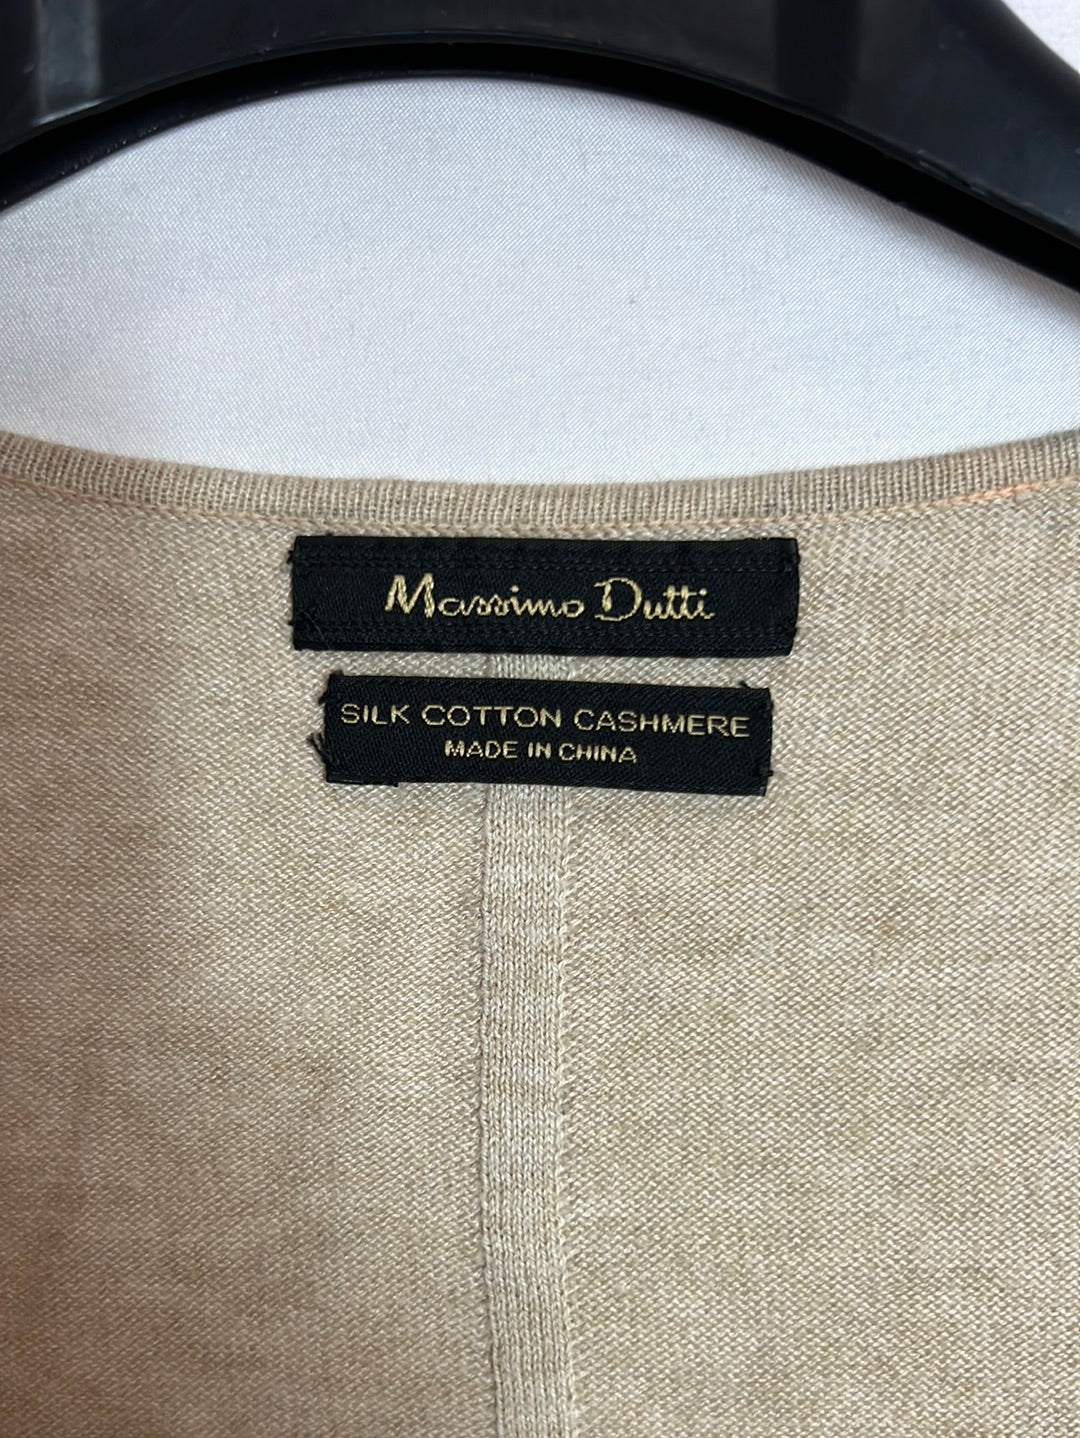 Massimo Dutti
SILK COTTON CASHMERE
MADE IN CHINA